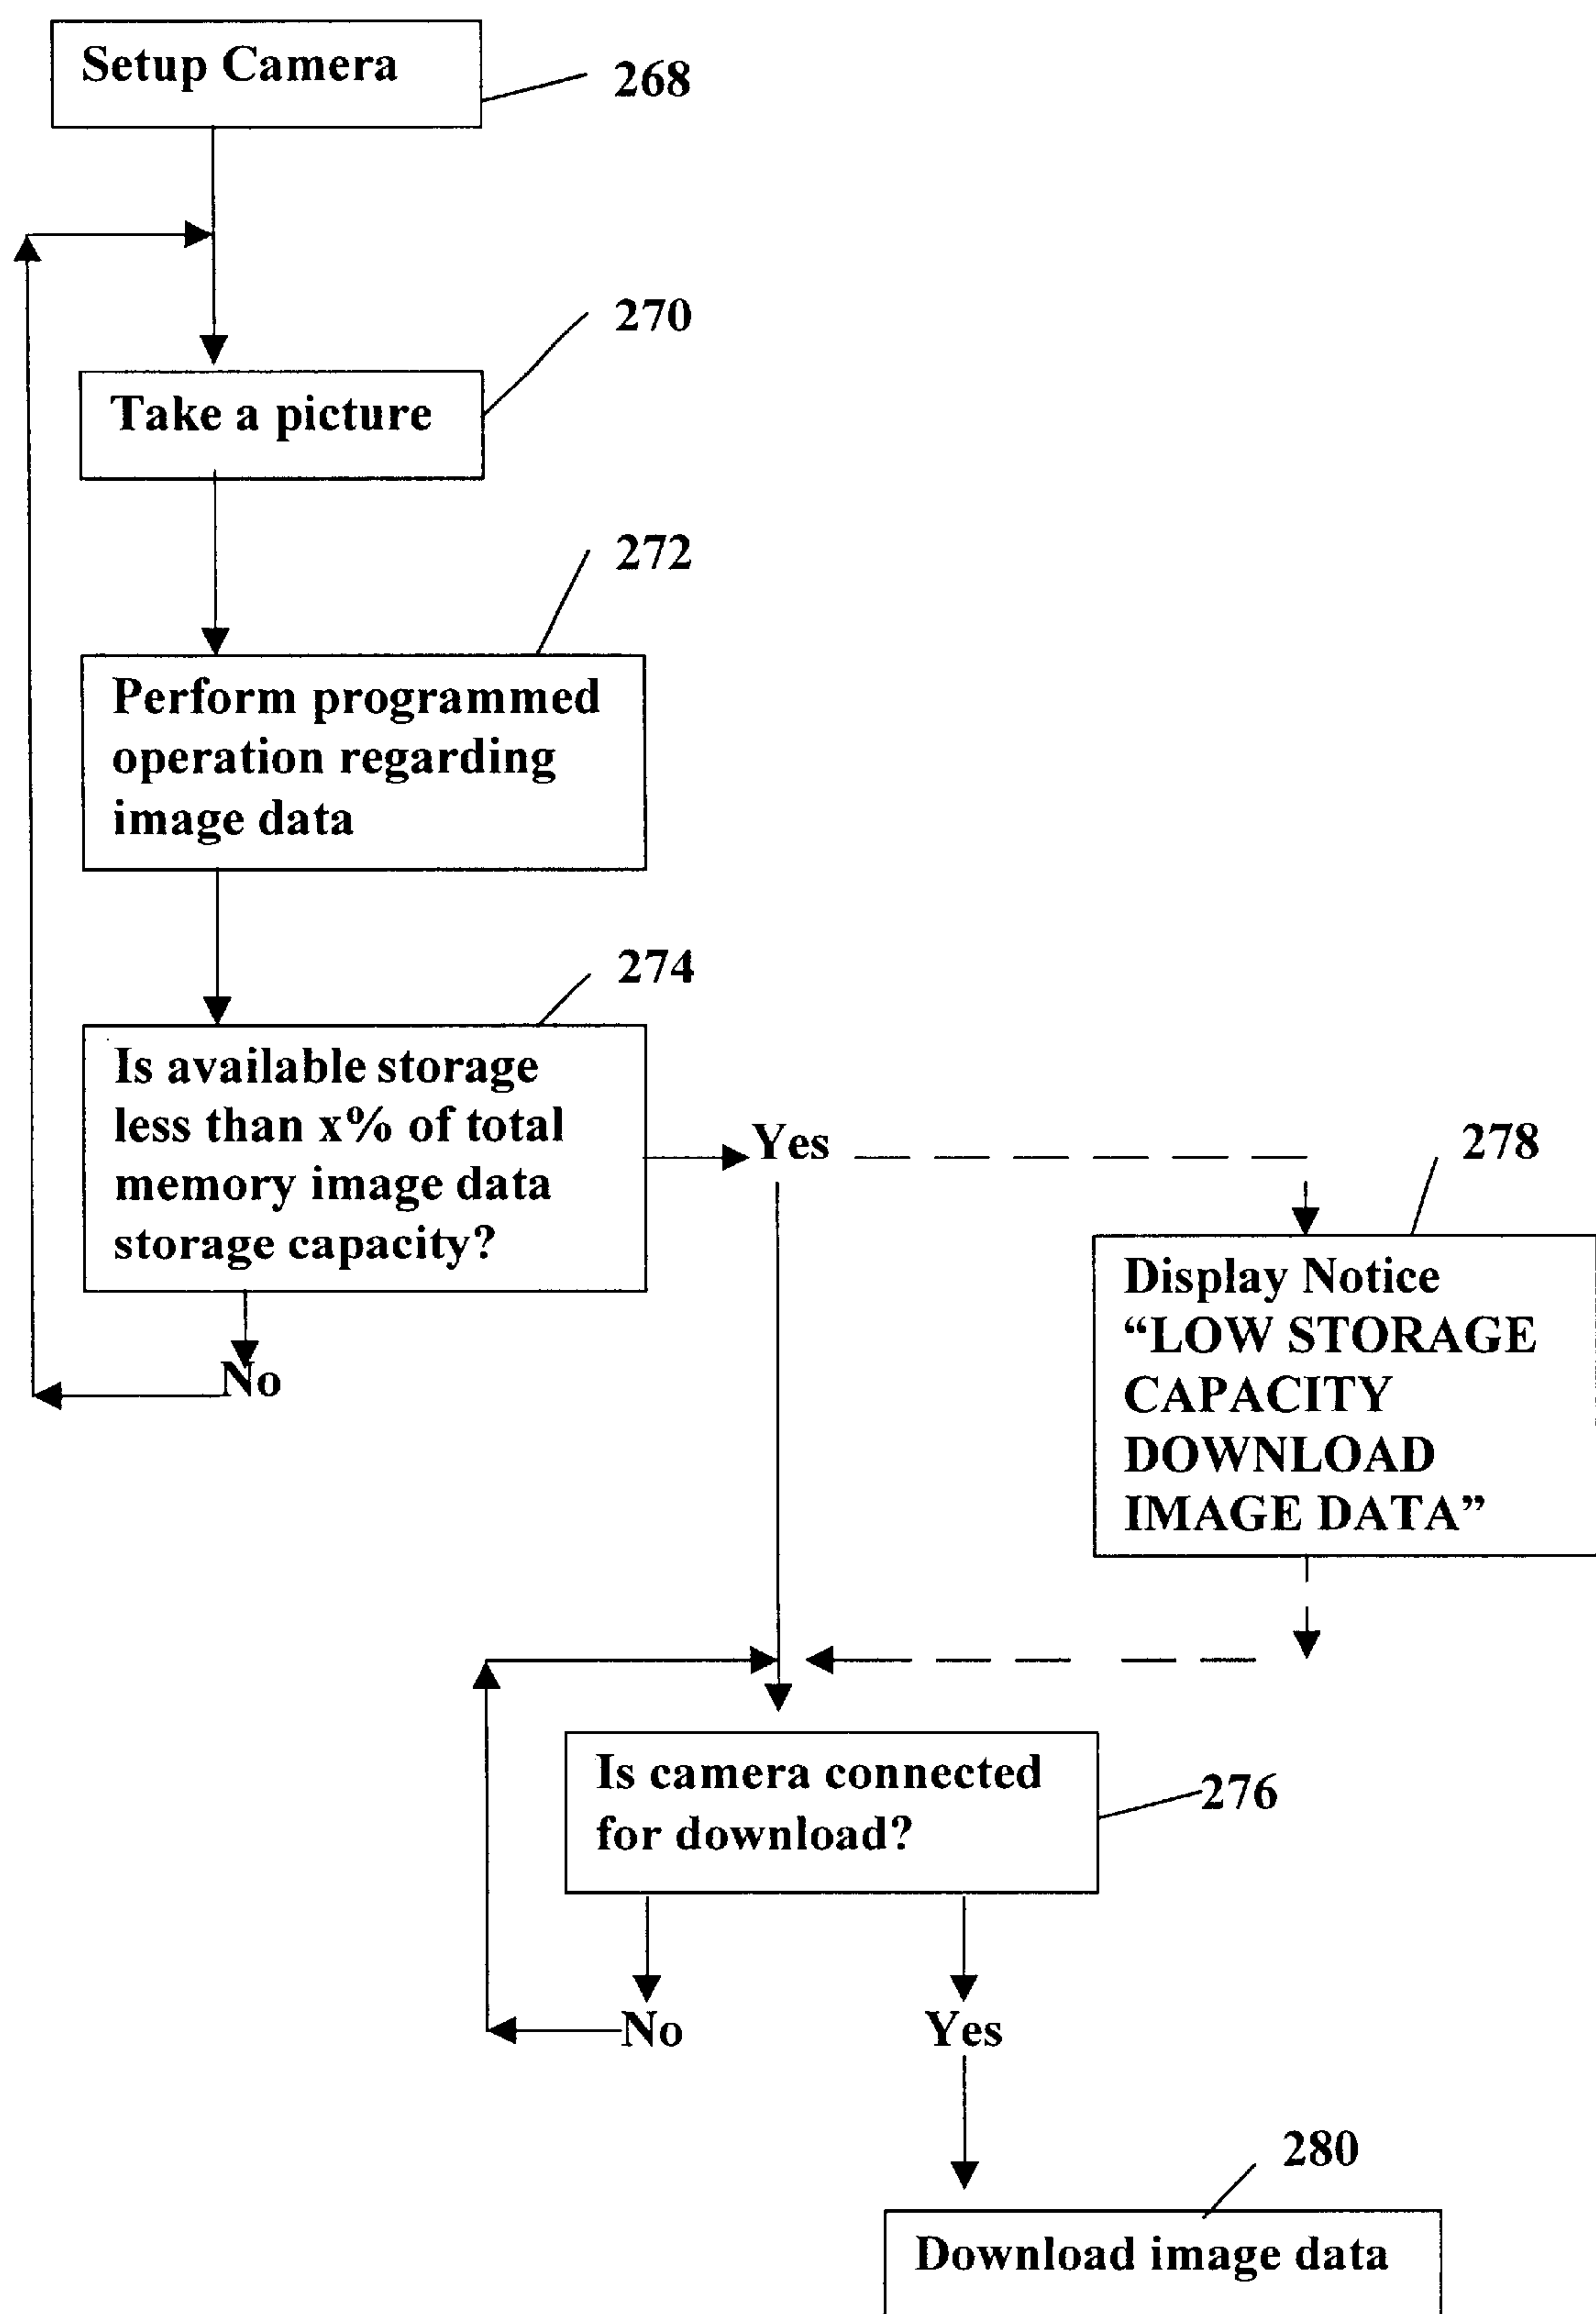 Setup Camera
268
270
Take a picture
272
Perform programmed
operation regarding
image data
274
Is available storage
less than x% of total
memory image data
storage capacity?
Yes
No
278
Display Notice
“LOW STORAGE
CAPACITY
DOWNLOAD
IMAGE DATA”
Is camera connected
for download?
276
No
Yes
280
Download image data